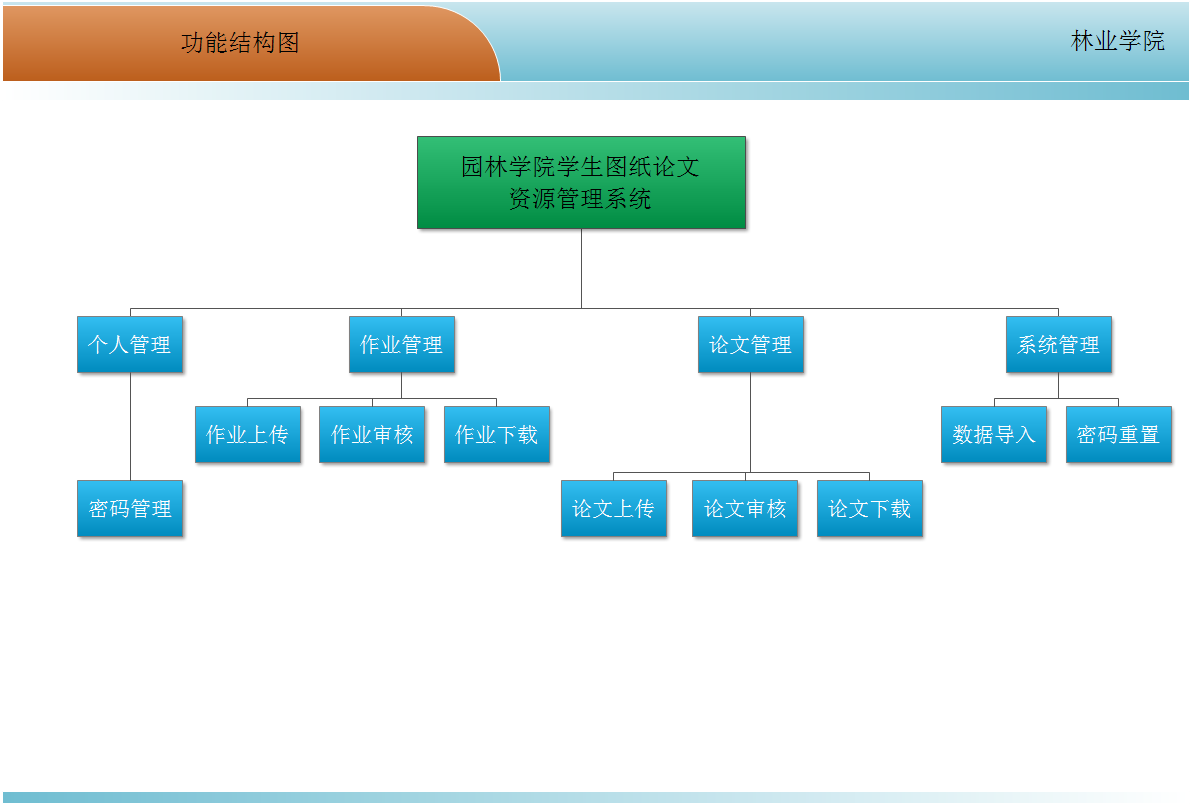 功能结构图
林业学院
园林学院学生图纸论文
资源管理系统
个人管理
作业管理
论文管理
系统管理
作业上传
作业审核
作业下载
数据导入
密码重置
密码管理
论文上传
论文审核
论文下载